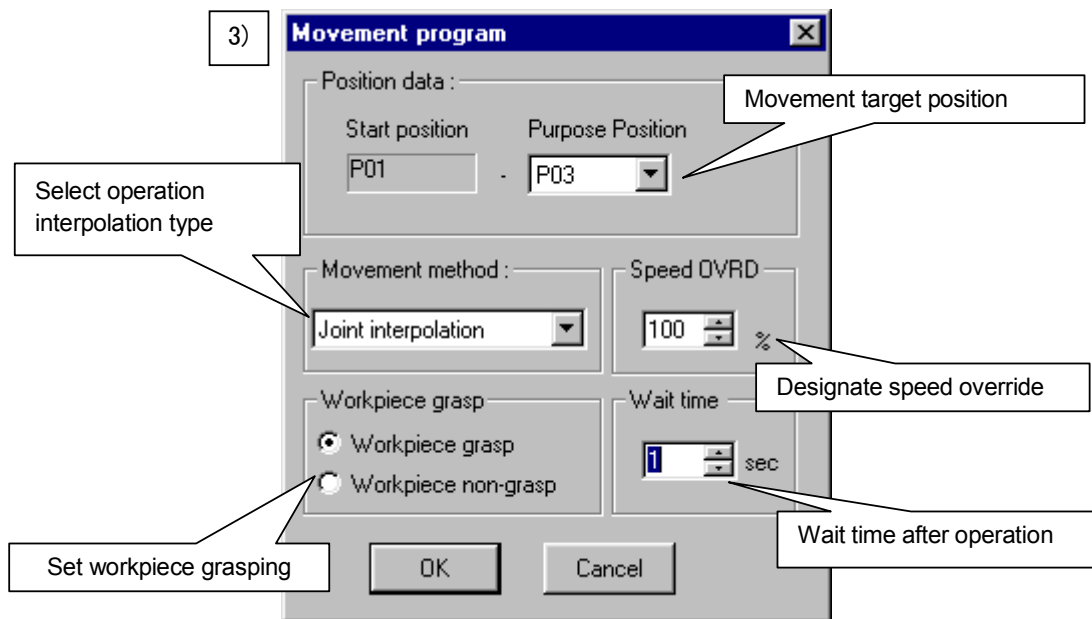 3)
Movement program
Position data :
Movement target position
Start position
Purpose Position
P01
-
P03
Select operation
interpolation type
Movement method :
Speed OVRD
Joint interpolation
100
%
Designate speed override
Workpiece grasp
Wait time
Workpiece grasp
1
sec
Workpiece non-grasp
Wait time after operation
Set workpiece grasping
OK
Cancel